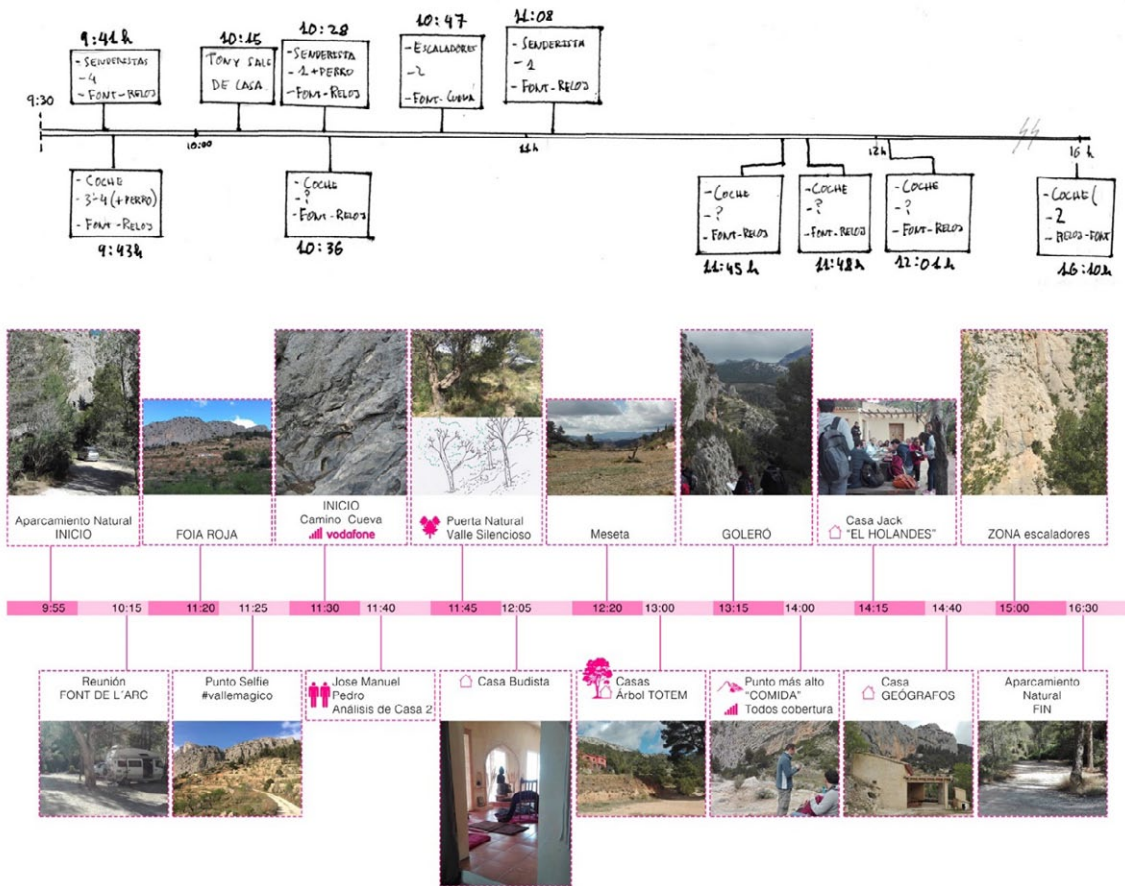 9:41h
- SENDERISTAS
- 4
- FONT-RELOJ
10:15
TONY SALE
DE CASA
10:28
- SENDERISTA
- 1 + PERRO
- FONT-RELOJ
10:47
- ESCALADORES
- 2
- FONT-CUEVA
11:08
- SENDERISTA
- 1
- FONT-RELOJ
9:30
10:00
11h
12h
16 h
- COCHE
- 3-4 (+PERRO)
- FONT-RELOJ
9:43h
- COCHE
- ?
- FONT-RELOJ
10:36
- COCHE
- ?
- FONT-RELOJ
11:45 h
- COCHE
- ?
- FONT-RELOJ
11:48h
- COCHE
- ?
- FONT-RELOJ
12:01h
- COCHE (
- 2
- RELOJ-FONT
16:10h
Aparcamiento Natural
INICIO
FOIA ROJA
INICIO
Camino Cueva
vodafone
Puerta Natural
Valle Silencioso
Meseta
GOLERÓ
Casa Jack
"EL HOLANDES"
ZONA escaladores
9:55 10:15 11:20 11:25 11:30 11:40 11:45 12:05 12:20 13:00 13:15 14:00 14:15 14:40 15:00 16:30
Reunión
FONT DE L´ARC
Punto Selfie
#vallemagico
Jose Manuel
Pedro
Análisis de Casa 2
Casa Budista
Casas
Árbol TOTEM
Punto más alto
"COMIDA"
Todos cobertura
Casa
GEÓGRAFOS
Aparcamiento
Natural
FIN